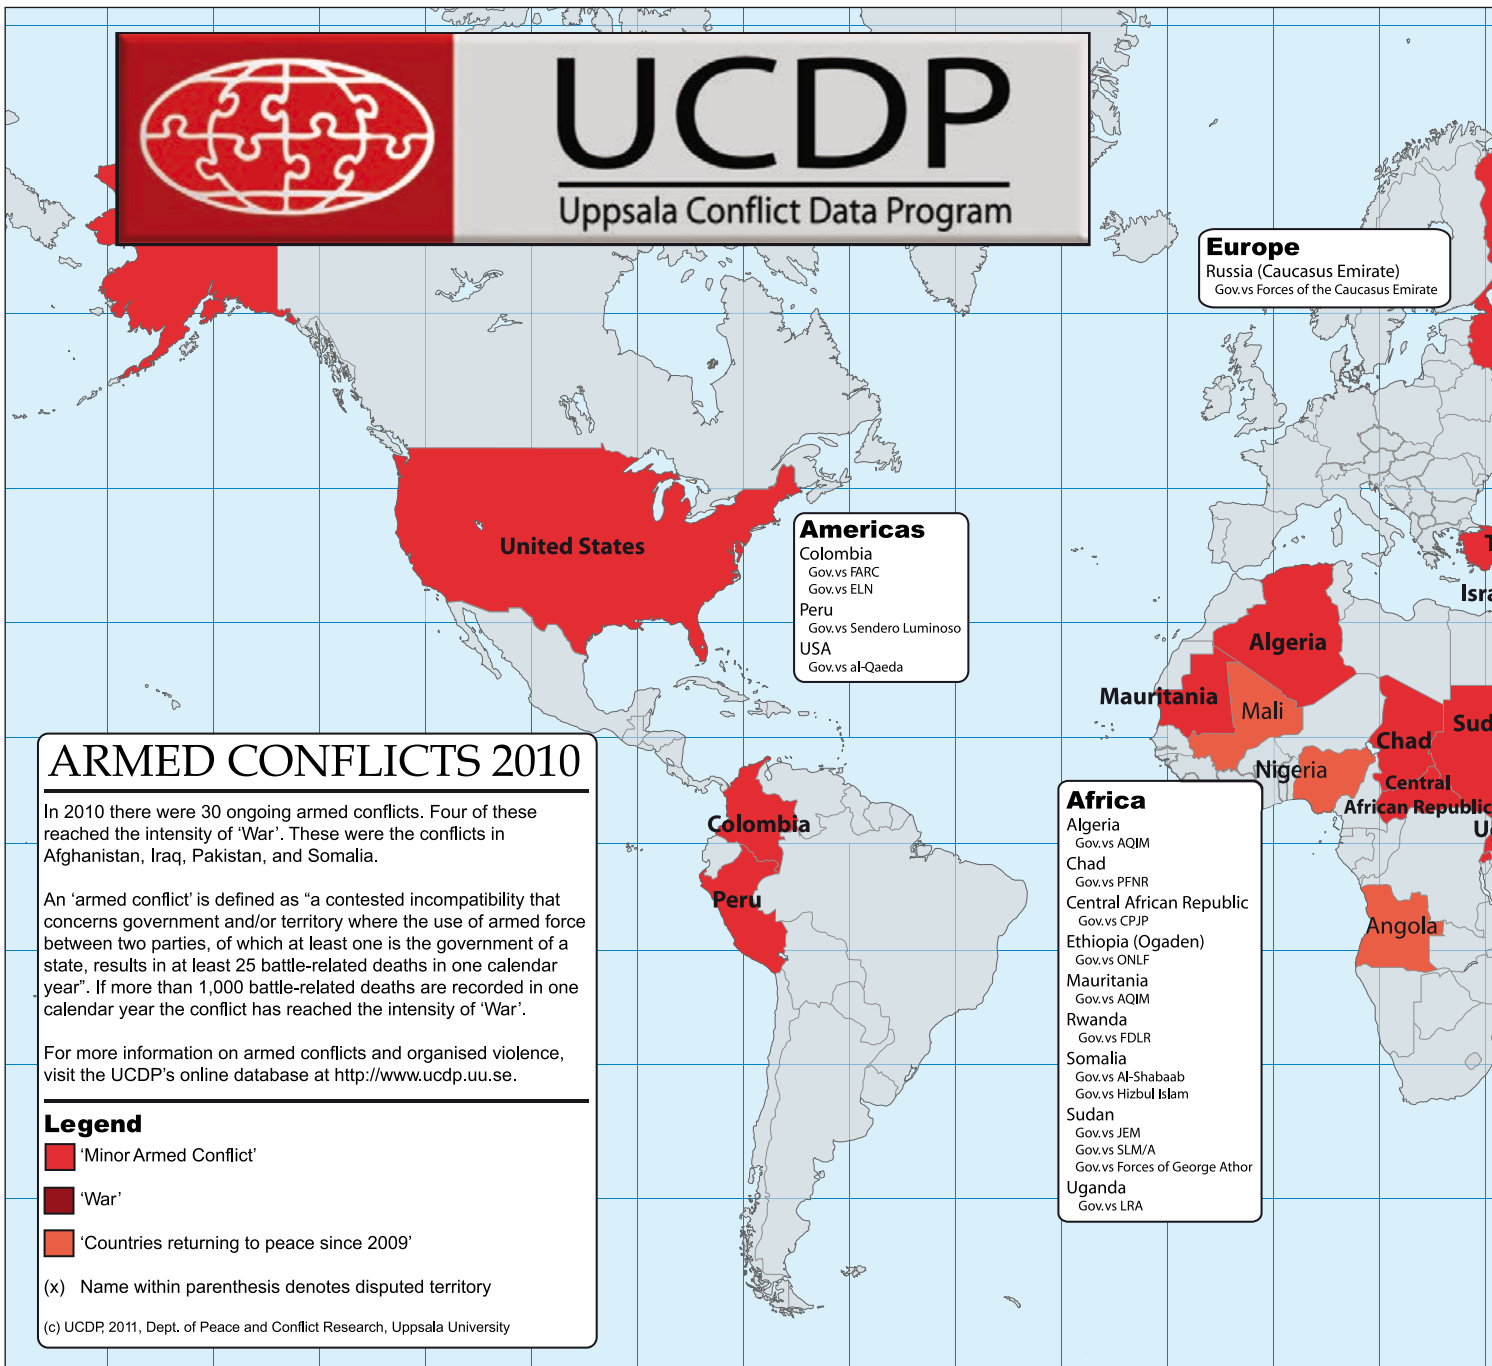 UCDP
Uppsala Conflict Data Program
Europe
Russia (Caucasus Emirate)
Gov.vs Forces of the Caucasus Emirate
United States
Americas
Colombia
Gov.vs FARC
Gov.vs ELN
Peru
Gov.vs Sendero Luminoso
USA
Gov.vs al-Qaeda
Algeria
Mauritania
Mali
Chad
Nigeria
Central
African Republic
Angola
Colombia
Peru
Africa
Algeria
Gov.vs AQIM
Chad
Gov.vs PFNR
Central African Republic
Gov.vs CPJP
Ethiopia (Ogaden)
Gov.vs ONLF
Mauritania
Gov.vs AQIM
Rwanda
Gov.vs FDLR
Somalia
Gov.vs Al-Shabaab
Gov.vs Hizbul Islam
Sudan
Gov.vs JEM
Gov.vs SLM/A
Gov.vs Forces of George Athor
Uganda
Gov.vs LRA
ARMED CONFLICTS 2010
In 2010 there were 30 ongoing armed conflicts. Four of these
reached the intensity of 'War'. These were the conflicts in
Afghanistan, Iraq, Pakistan, and Somalia.
An 'armed conflict' is defined as “a contested incompatibility that
concerns government and/or territory where the use of armed force
between two parties, of which at least one is the government of a
state, results in at least 25 battle-related deaths in one calendar
year”. If more than 1,000 battle-related deaths are recorded in one
calendar year the conflict has reached the intensity of 'War'.
For more information on armed conflicts and organised violence,
visit the UCDP's online database at http://www.ucdp.uu.se.
Legend
'Minor Armed Conflict'
'War'
'Countries returning to peace since 2009'
(x) Name within parenthesis denotes disputed territory
(c) UCDP, 2011, Dept. of Peace and Conflict Research, Uppsala University